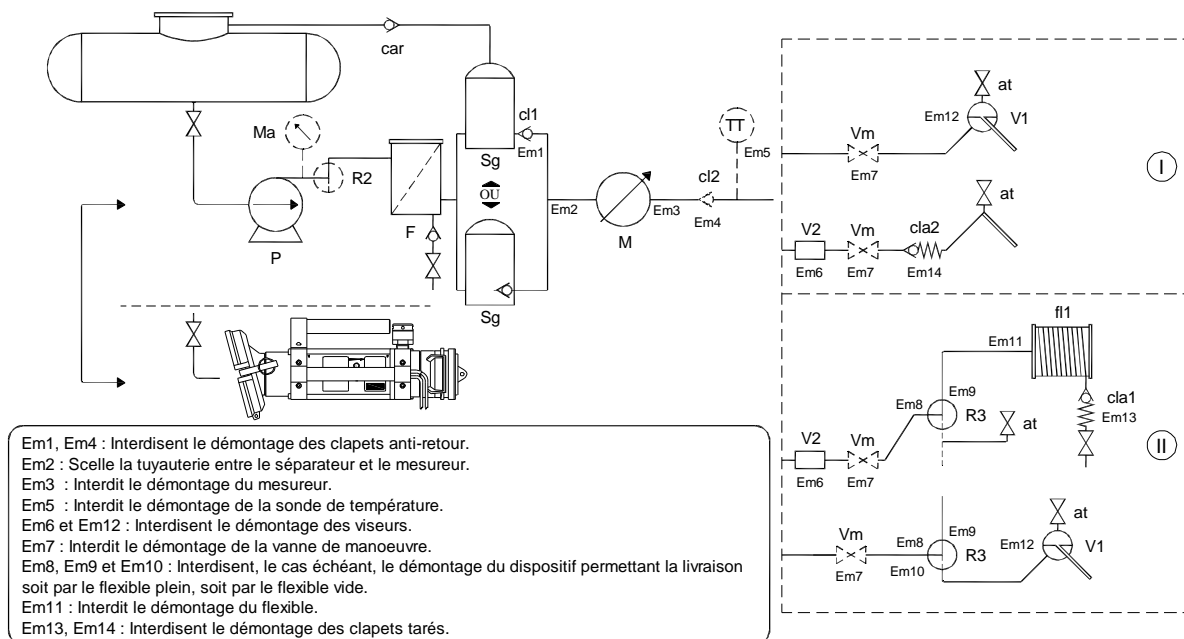 car
cl1
Em1
Sg
OU
Sg
Ma
R2
P
F
Em2
M
Em3
cl2
Em4
TT
Em5
at
Em12
V1
Vm
Em7
I
at
V2
Vm
cla2
Em6
Em7
Em14
fl1
Em11
Em9
Em8
R3
at
cla1
Em13
V2
Vm
Em6
Em7
II
Em9
at
Vm
Em8
R3
Em12
V1
Em7
Em10
Em1, Em4 : Interdisent le démontage des clapets anti-retour.
Em2 : Scelle la tuyauterie entre le séparateur et le mesureur.
Em3 : Interdit le démontage du mesureur.
Em5 : Interdit le démontage de la sonde de température.
Em6 et Em12 : Interdisent le démontage des viseurs.
Em7 : Interdit le démontage de la vanne de manoeuvre.
Em8, Em9 et Em10 : Interdisent, le cas échéant, le démontage du dispositif permettant la livraison
soit par le flexible plein, soit par le flexible vide.
Em11 : Interdit le démontage du flexible.
Em13, Em14 : Interdisent le démontage des clapets tarés.